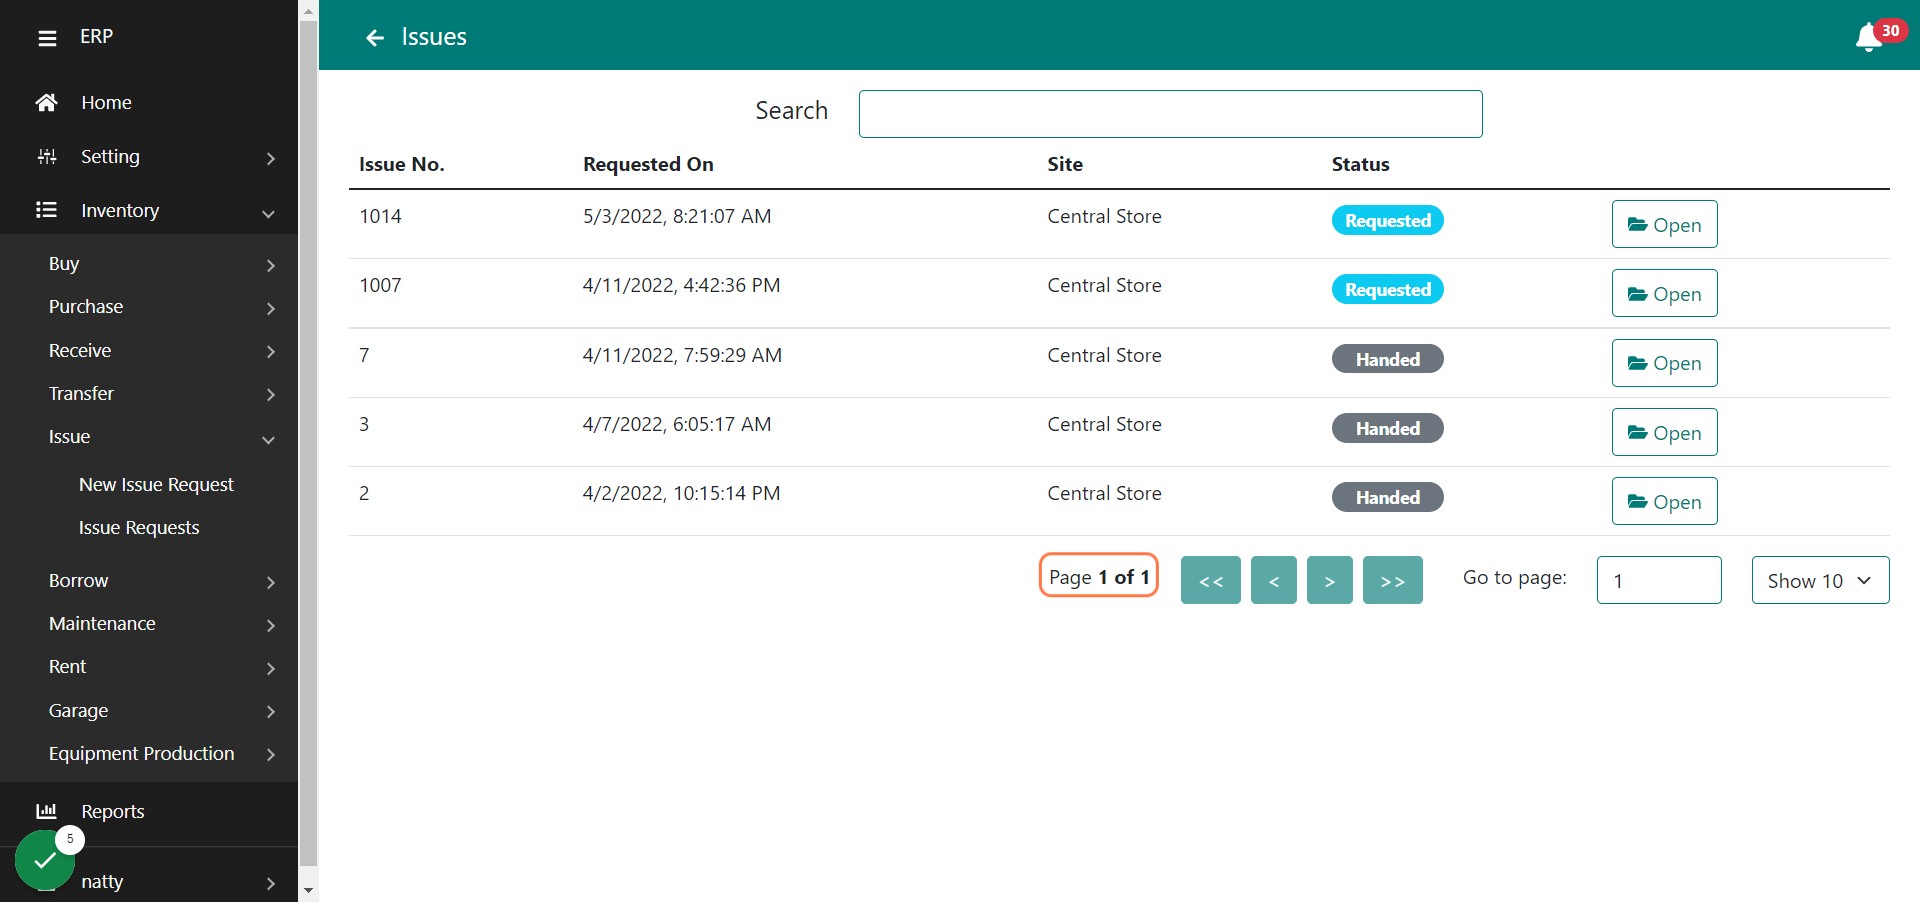 ERP
Issues
30
Home
Search
Setting
Issue No. Requested On Site Status
Inventory
1014 5/3/2022, 8:21:07 AM Central Store Requested Open
Buy
1007 4/11/2022, 4:42:36 PM Central Store Requested Open
Purchase
Receive
7 4/11/2022, 7:59:29 AM Central Store Handed Open
Transfer
3 4/7/2022, 6:05:17 AM Central Store Handed Open
Issue
New Issue Request
2 4/2/2022, 10:15:14 PM Central Store Handed Open
Issue Requests
Page 1 of 1 << < > >> Go to page: 1 Show 10
Borrow
Maintenance
Rent
Garage
Equipment Production
Reports
5
natty